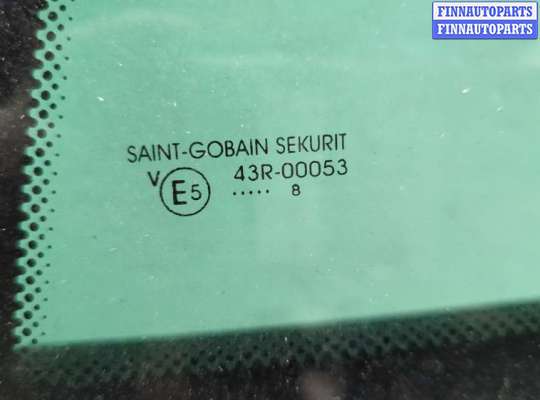 FINNAUTOPARTS
FINNAUTOPARTS
SAINT-GOBAIN SEKURIT
V E5 43R-00053
..... 8